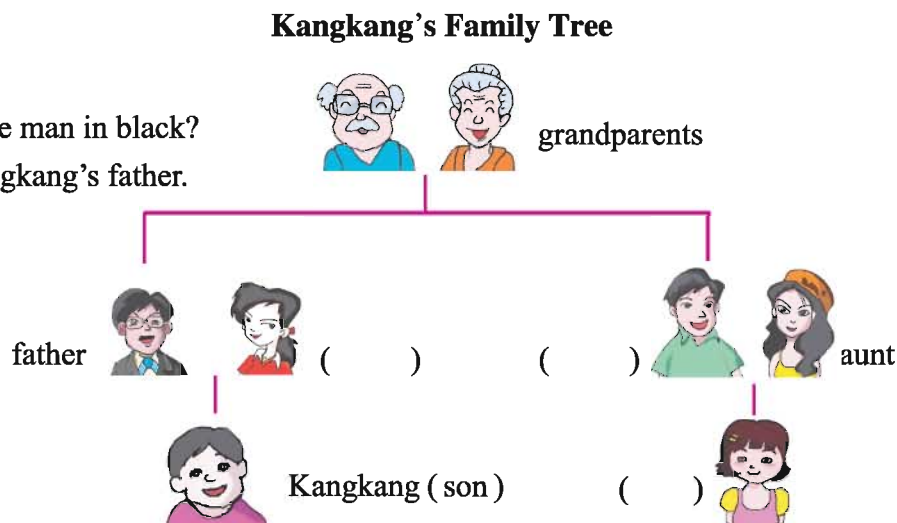 Kangkang's Family Tree
e man in black?
grandparents
gkang's father.
father ( ) ( ) aunt
Kangkang ( son ) ( )